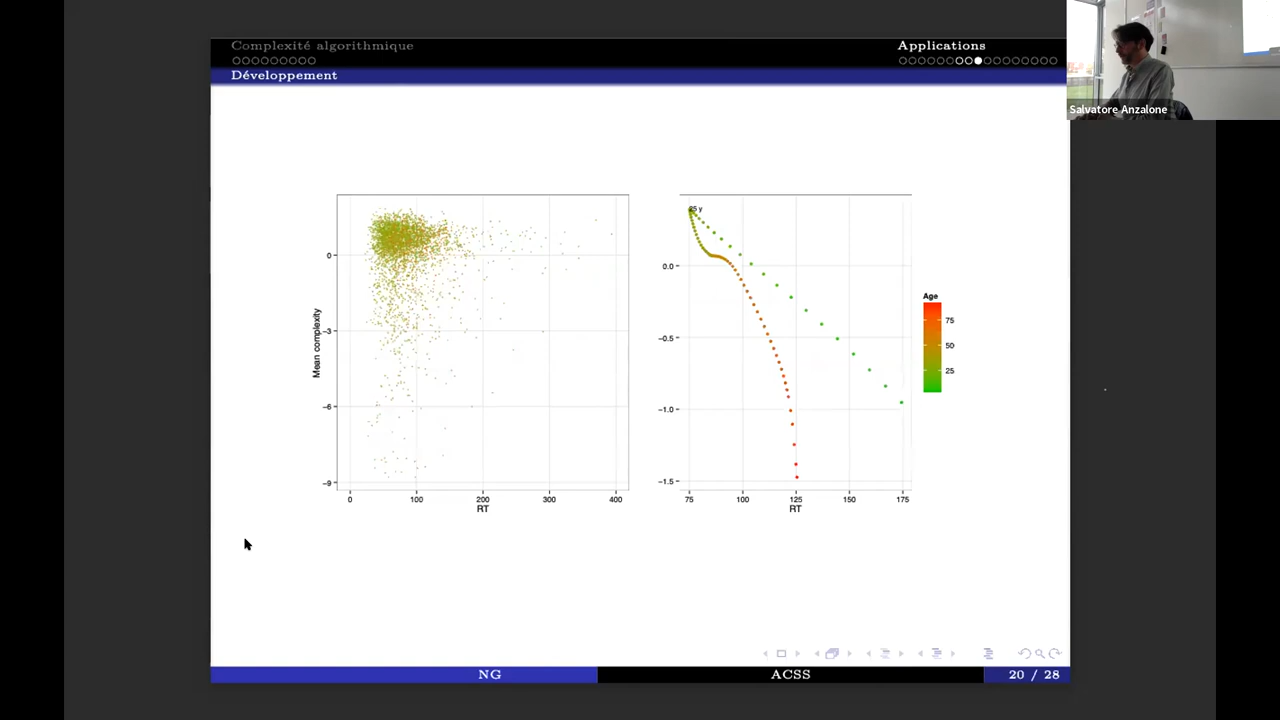 Complexité algorithmique
Applications
Développement
Salvatore Anzalone
Mean complexity
0
−3
−6
−9
0 100 200 300 400
RT
25 y
0.0
−0.5
−1.0
−1.5
75 100 125 150 175
RT
Age
75
50
25
NG
ACSS
20 / 28